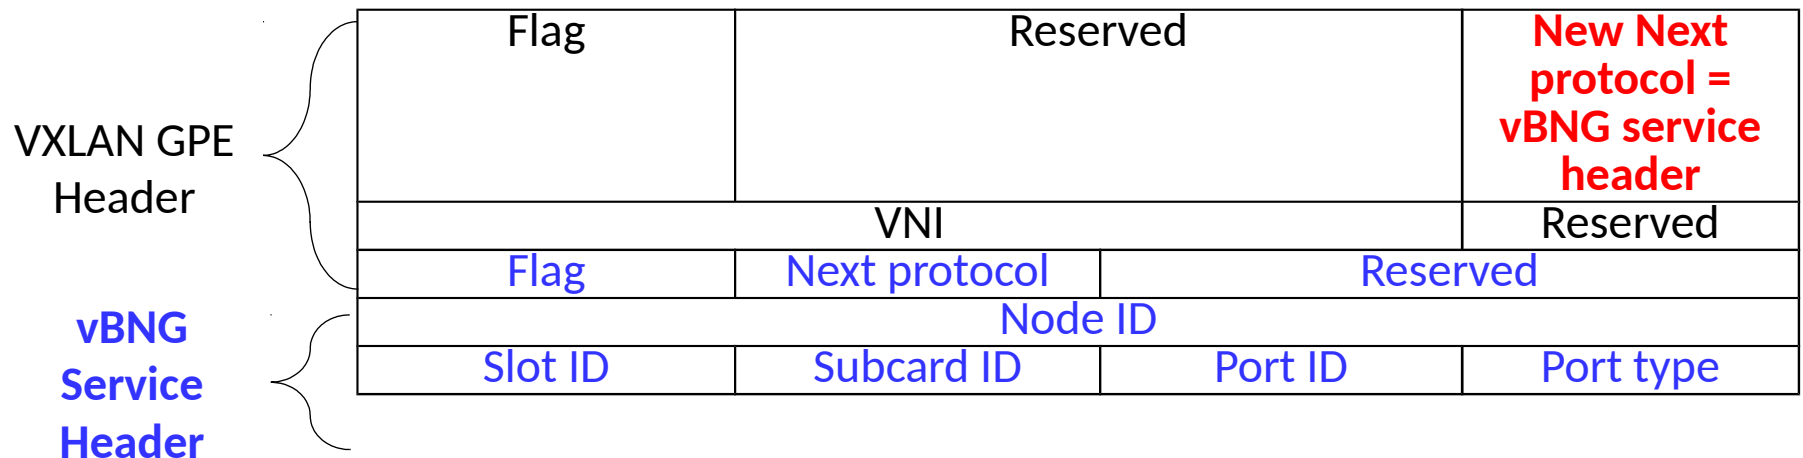 VXLAN GPE
Header
Flag
Reserved
New Next
protocol =
vBNG service
header
VNI
Reserved
Flag
Next protocol
Reserved
vBNG
Service
Header
Node ID
Slot ID
Subcard ID
Port ID
Port type